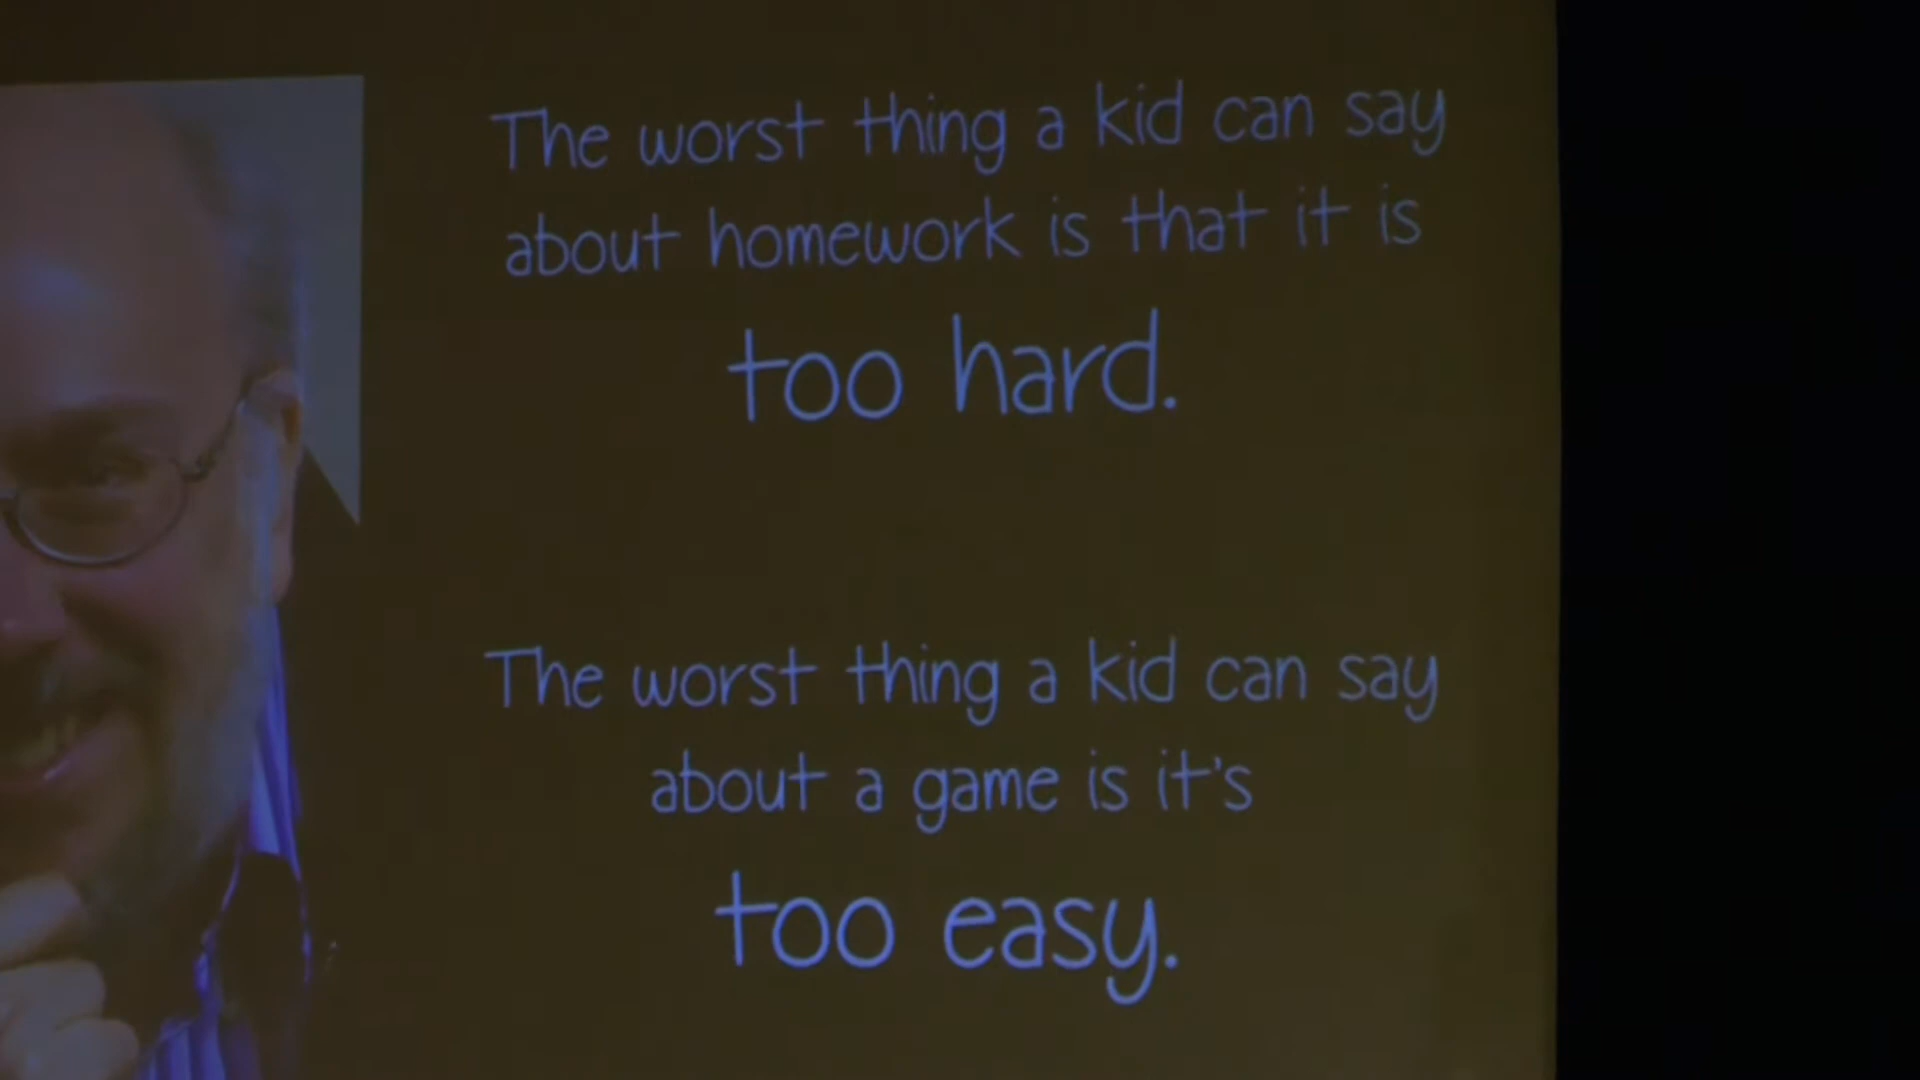 The worst thing a kid can say
about homework is that it is
too hard.
The worst thing a kid can say
about a game is it's
too easy.